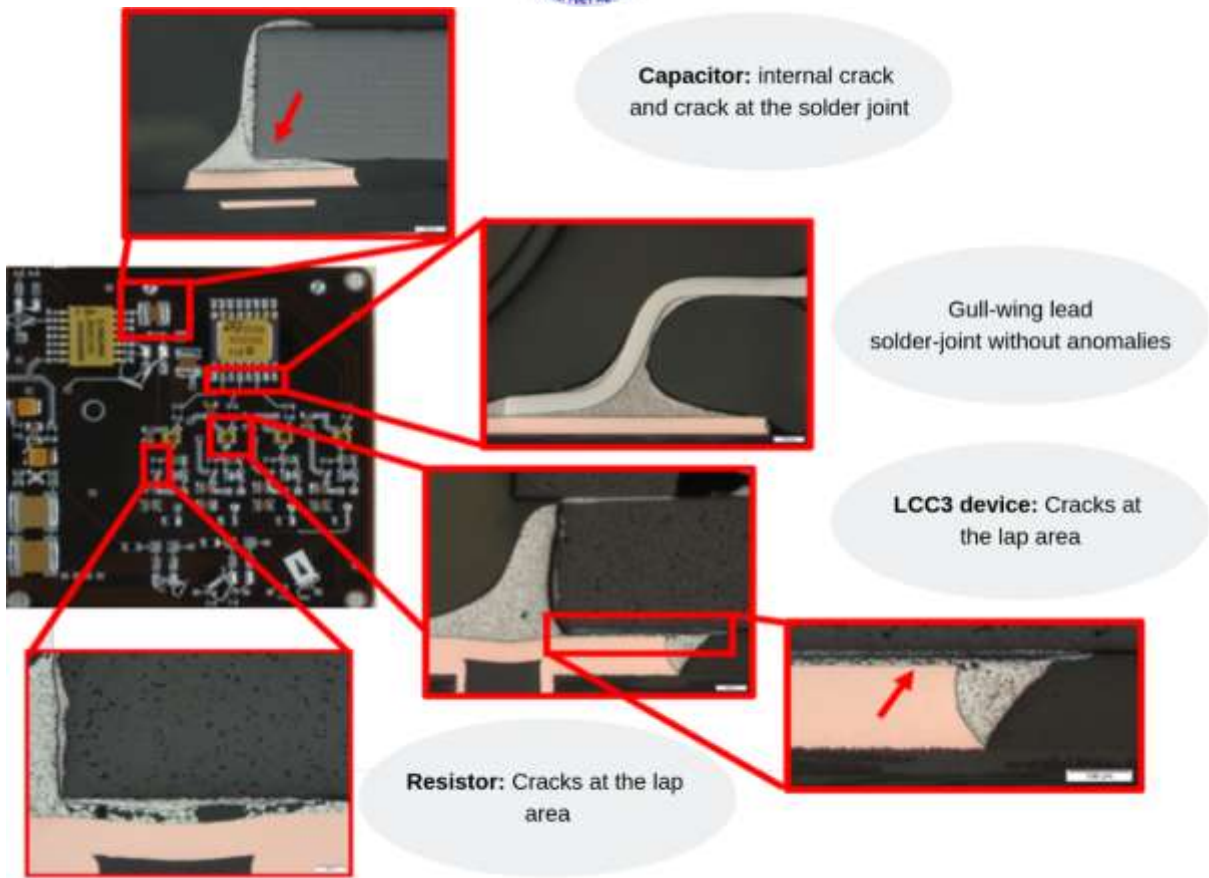 Capacitor: internal crack
and crack at the solder joint
Gull-wing lead
solder-joint without anomalies
LCC3 device: Cracks at
the lap area
Resistor: Cracks at the lap
area